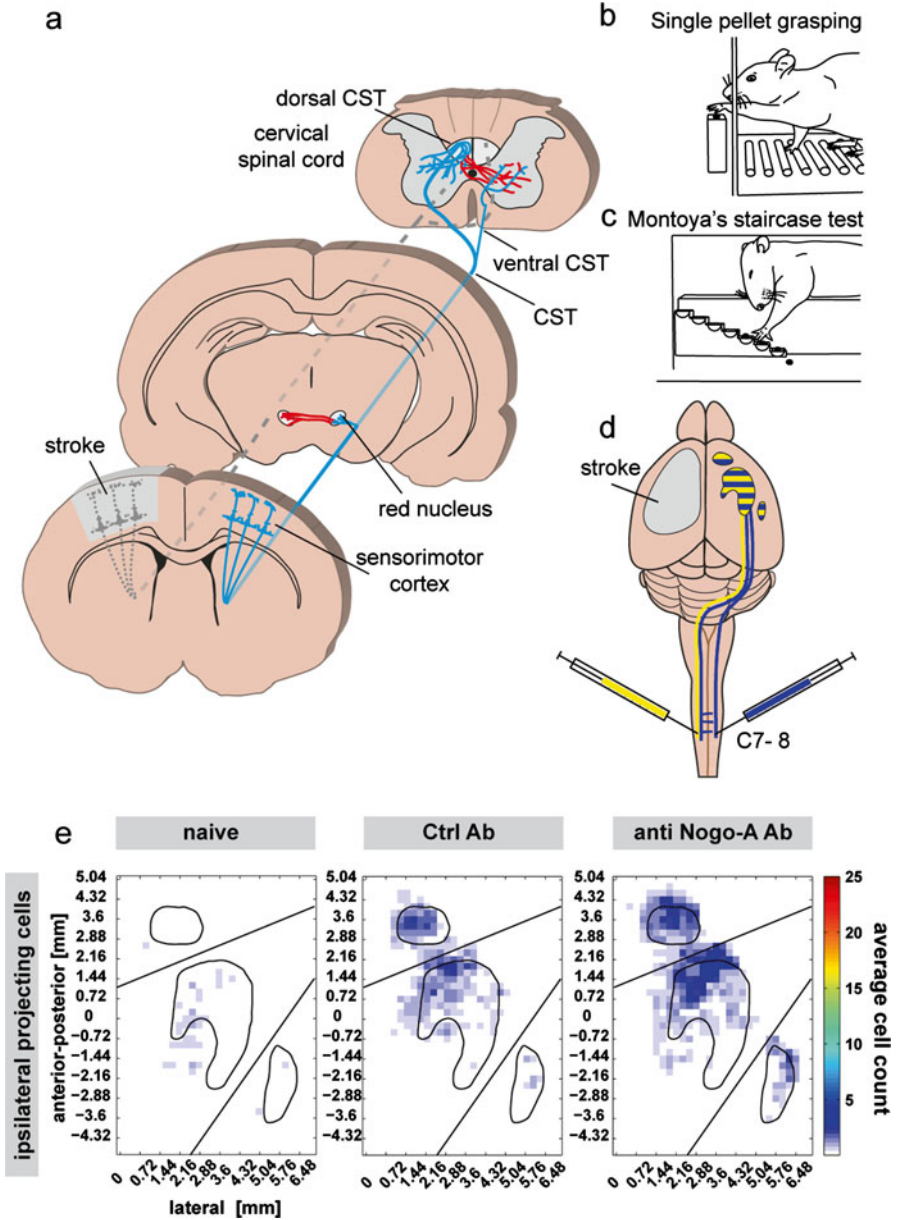 a
dorsal CST
cervical
spinal cord
ventral CST
CST
stroke
red nucleus
sensorimotor
cortex
b
Single pellet grasping
c
Montoya's staircase test
d
stroke
C7- 8
e
naive
Ctrl Ab
anti Nogo-A Ab
ipsilateral projecting cells
anterior-posterior [mm]
5.04
4.32
3.6
2.88
2.16
1.44
0.72
0
−0.72
−1.44
−2.16
−2.88
−3.6
−4.32
0 0.72 1.44 2.16 2.88 3.6 4.32 5.04 5.76 6.48
lateral [mm]
5.04
4.32
3.6
2.88
2.16
1.44
0.72
0
−0.72
−1.44
−2.16
−2.88
−3.6
−4.32
0 0.72 1.44 2.16 2.88 3.6 4.32 5.04 5.76 6.48
5.04
4.32
3.6
2.88
2.16
1.44
0.72
0
−0.72
−1.44
−2.16
−2.88
−3.6
−4.32
0 0.72 1.44 2.16 2.88 3.6 4.32 5.04 5.76 6.48
25
20
15
10
5
average cell count